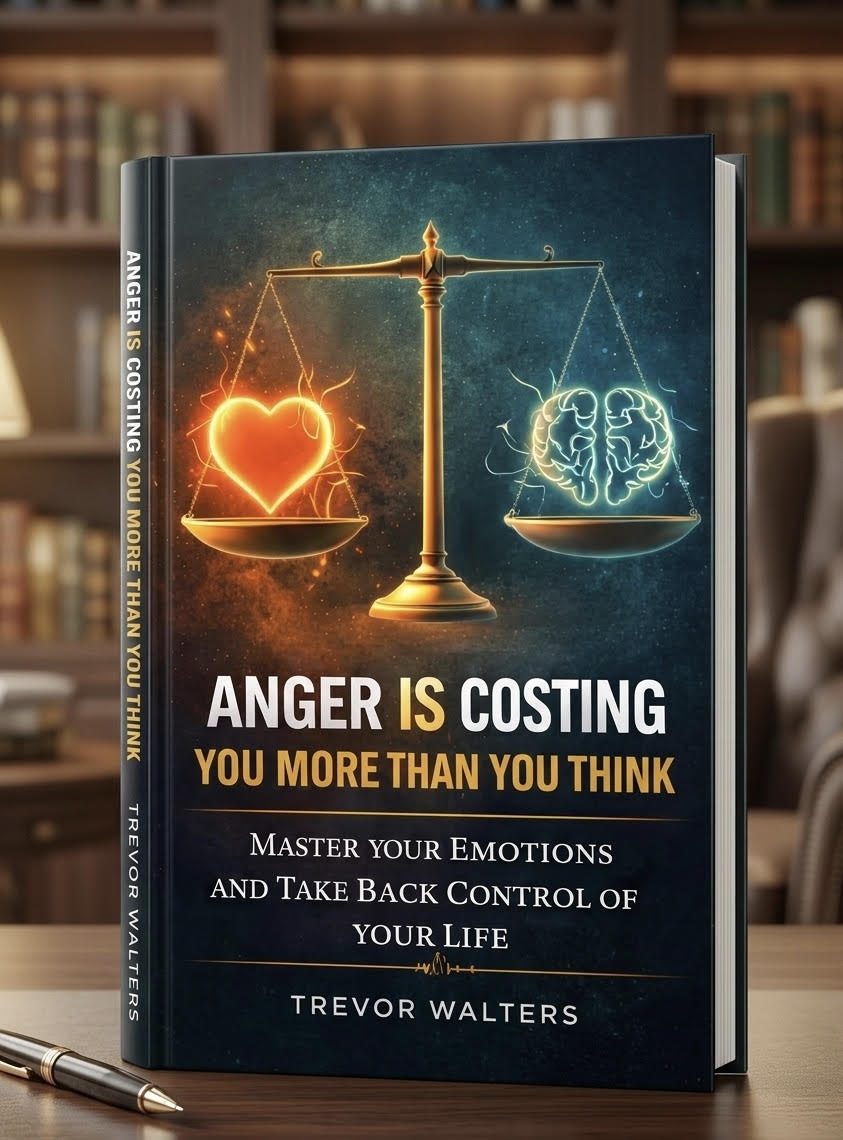 ANGER IS COSTING YOU MORE THAN YOU THINK
TREVOR WALTERS
ANGER IS COSTING
YOU MORE THAN YOU THINK
MASTER YOUR EMOTIONS
AND TAKE BACK CONTROL OF
YOUR LIFE
TREVOR WALTERS